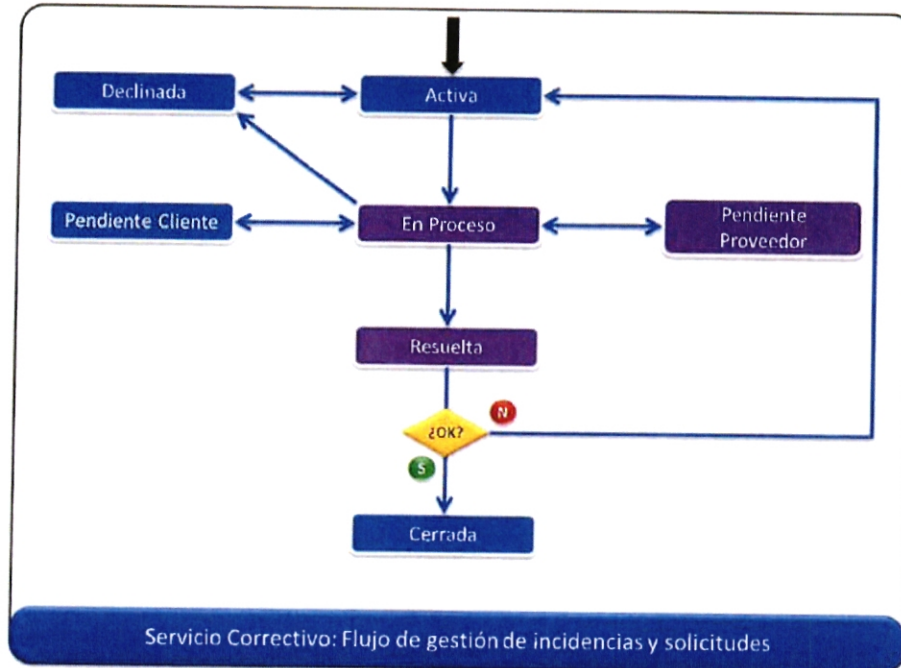 Declinada
Activa
Pendiente Cliente
En Proceso
Pendiente
Proveedor
Resuelta
¿OK?
N
S
Cerrada
Servicio Correctivo: Flujo de gestión de incidencias y solicitudes